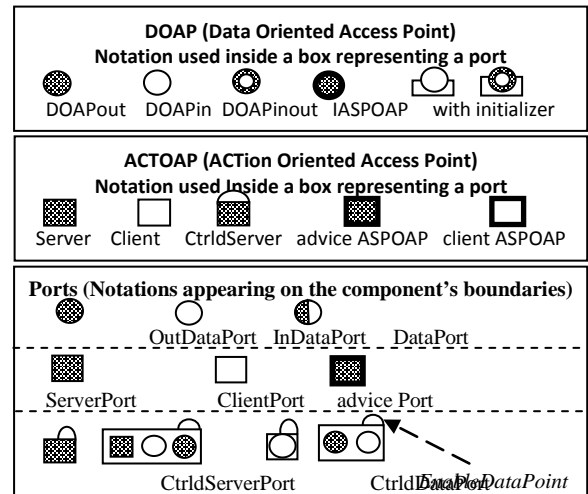 DOAP (Data Oriented Access Point)
Notation used inside a box representing a port
DOAPout DOAPin DOAPinout IASPOAP with initializer
ACTOAP (ACTion Oriented Access Point)
Notation used Inside a box representing a port
Server Client CtrldServer advice ASPOAP client ASPOAP
Ports (Notations appearing on the component's boundaries)
OutDataPort InDataPort DataPort
ServerPort ClientPort advice Port
CtrldServerPort CtrldDataPort EnableDataPoint